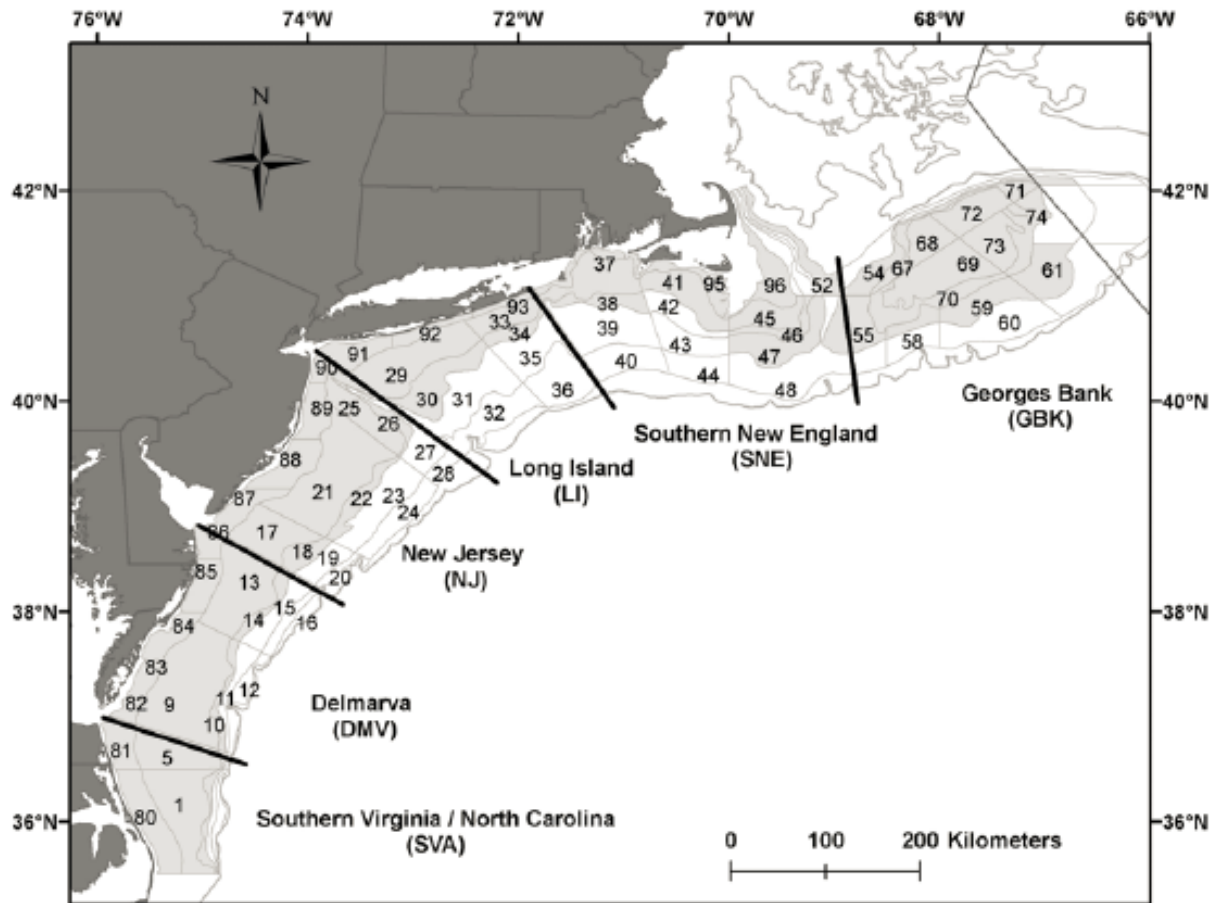 76°W 74°W 72°W 70°W 68°W 66°W
N
42°N 42°N
71
72 74
68 73
37 69 61
54 67
41 95 96 52
38 42 70 59
93 45 60
33 34 39 46 55 58
92 43 47
91 35 40 44 48
90 29 36
40°N 30 31 40°N
89 25 32
26
Georges Bank
(GBK)
Southern New England
(SNE)
27
28
Long Island
(LI)
88
87 21 22 23
24
86 17
18 19
20
New Jersey
(NJ)
85 13
38°N 15 38°N
84 14 16
83
12
82 9 11
10
Delmarva
(DMV)
81 5
1
80
36°N 36°N
Southern Virginia / North Carolina
(SVA)
0 100 200 Kilometers